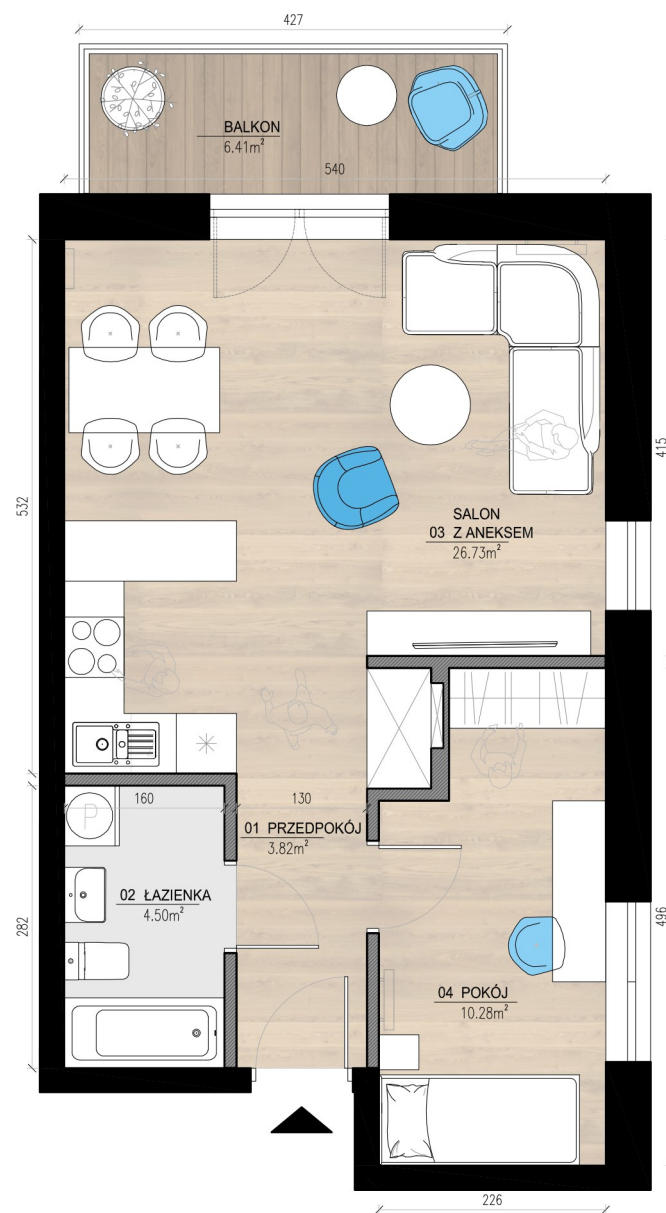 427
BALKON
6.41m²
540
532
415
SALON
03 Z ANEKSEM
26.73m²
160
130
P
01 PRZEDPOKÓJ
3.82m²
02 ŁAZIENKA
4.50m²
282
496
04 POKÓJ
10.28m²
226